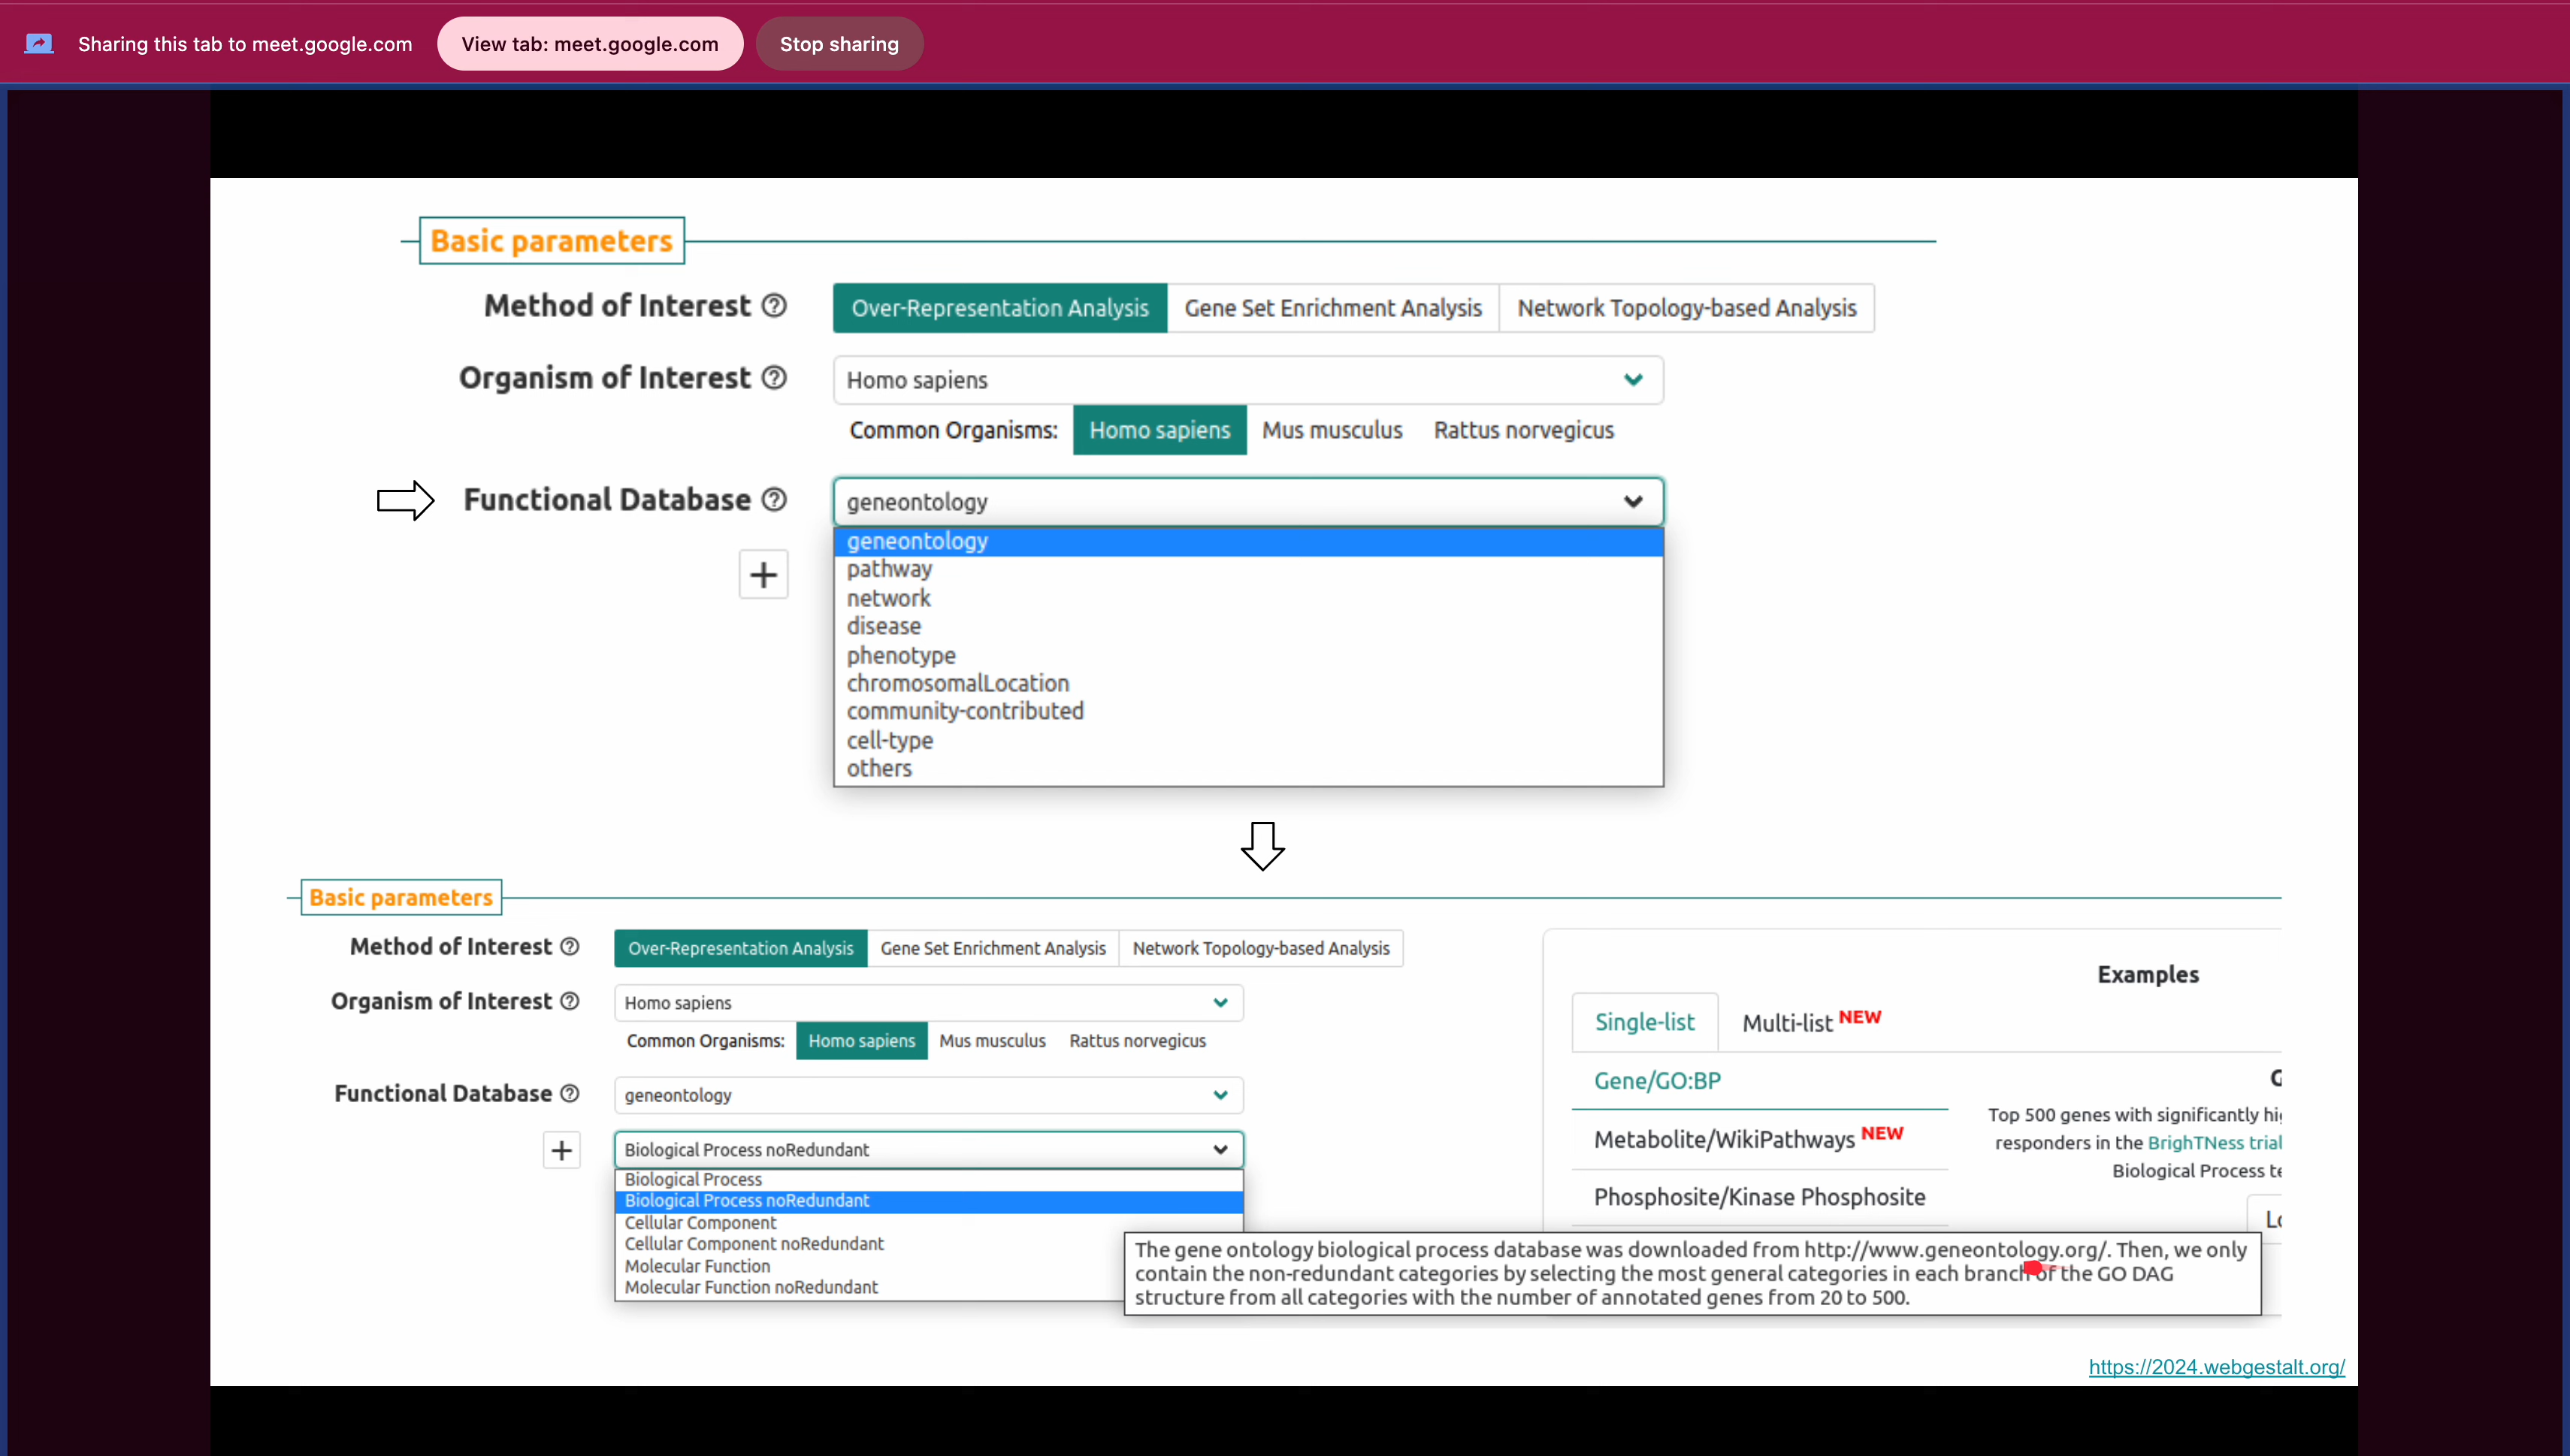 Sharing this tab to meet.google.com View tab: meet.google.com Stop sharing
Basic parameters
Method of Interest Over-Representation Analysis Gene Set Enrichment Analysis Network Topology-based Analysis
Organism of Interest Homo sapiens
Common Organisms: Homo sapiens Mus musculus Rattus norvegicus
Functional Database geneontology
geneontology
pathway
network
disease
phenotype
chromosomalLocation
community-contributed
cell-type
others
Basic parameters
Method of Interest Over-Representation Analysis Gene Set Enrichment Analysis Network Topology-based Analysis
Organism of Interest Homo sapiens
Common Organisms: Homo sapiens Mus musculus Rattus norvegicus
Functional Database geneontology
+ Biological Process noRedundant
Biological Process
Biological Process noRedundant
Cellular Component
Cellular Component noRedundant
Molecular Function
Molecular Function noRedundant
Examples
Single-list Multi-list NEW
Gene/GO:BP
Metabolite/WikiPathways NEW
Phosphosite/Kinase Phosphosite
Top 500 genes with significantly
responders in the BrighTNess trial
Biological Process
The gene ontology biological process database was downloaded from http://www.geneontology.org/. Then, we only
contain the non-redundant categories by selecting the most general categories in each branch of the GO DAG
structure from all categories with the number of annotated genes from 20 to 500.
https://2024.webgestalt.org/